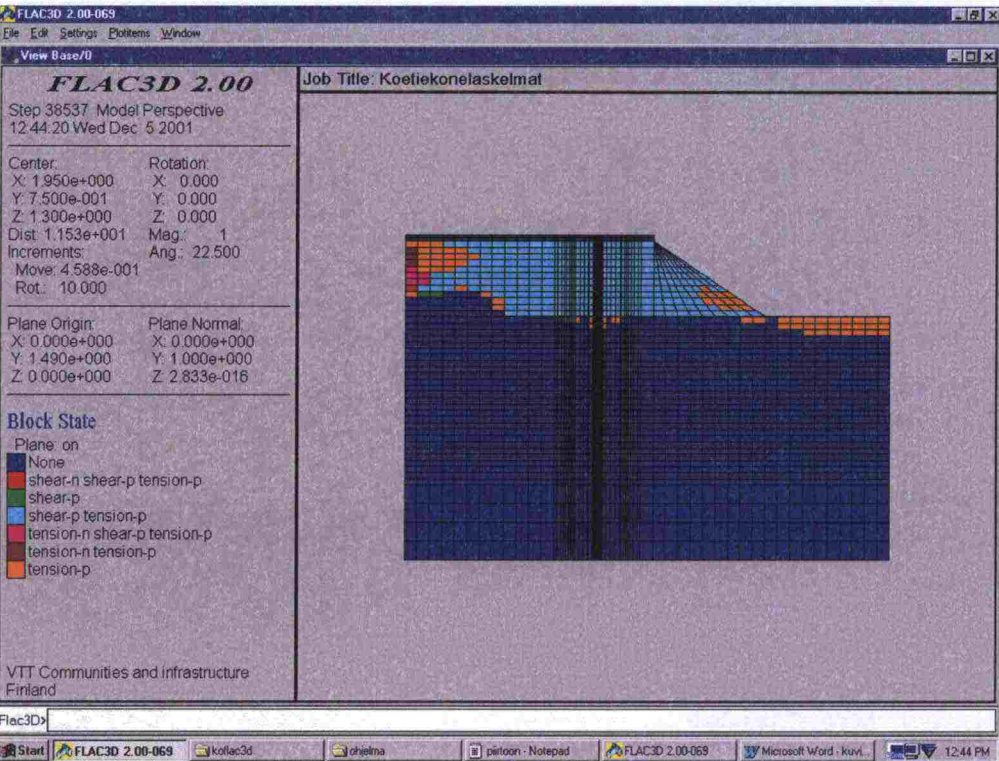 FLAC3D 2.00-069
File Edit Settings Plotitems Window
View Base/0
FLAC3D 2.00
Step 38537 Model Perspective
12:44:20 Wed Dec 5 2001
Center: Rotation:
X: 1.950e+000 X: 0.000
Y: 7.500e-001 Y: 0.000
Z: 1.300e+000 Z: 0.000
Dist: 1.153e+001 Mag.: 1
Increments: Ang.: 22.500
Move: 4.588e-001
Rot.: 10.000
Plane Origin: Plane Normal:
X: 0.000e+000 X: 0.000e+000
Y: 1.490e+000 Y: 1.000e+000
Z: 0.000e+000 Z: 2.833e-016
Block State
Plane: on
None
shear-n shear-p tension-p
shear-p
shear-p tension-p
tension-n shear-p tension-p
tension-n tension-p
tension-p
VTT Communities and infrastructure
Finland
Job Title: Koetiekonelaskelmat
Flac3D>
Start FLAC3D 2.00-069 koflac3d ohjelma piirtoon - Notepad FLAC3D 2.00-069 Microsoft Word - kuvi... 12:44 PM